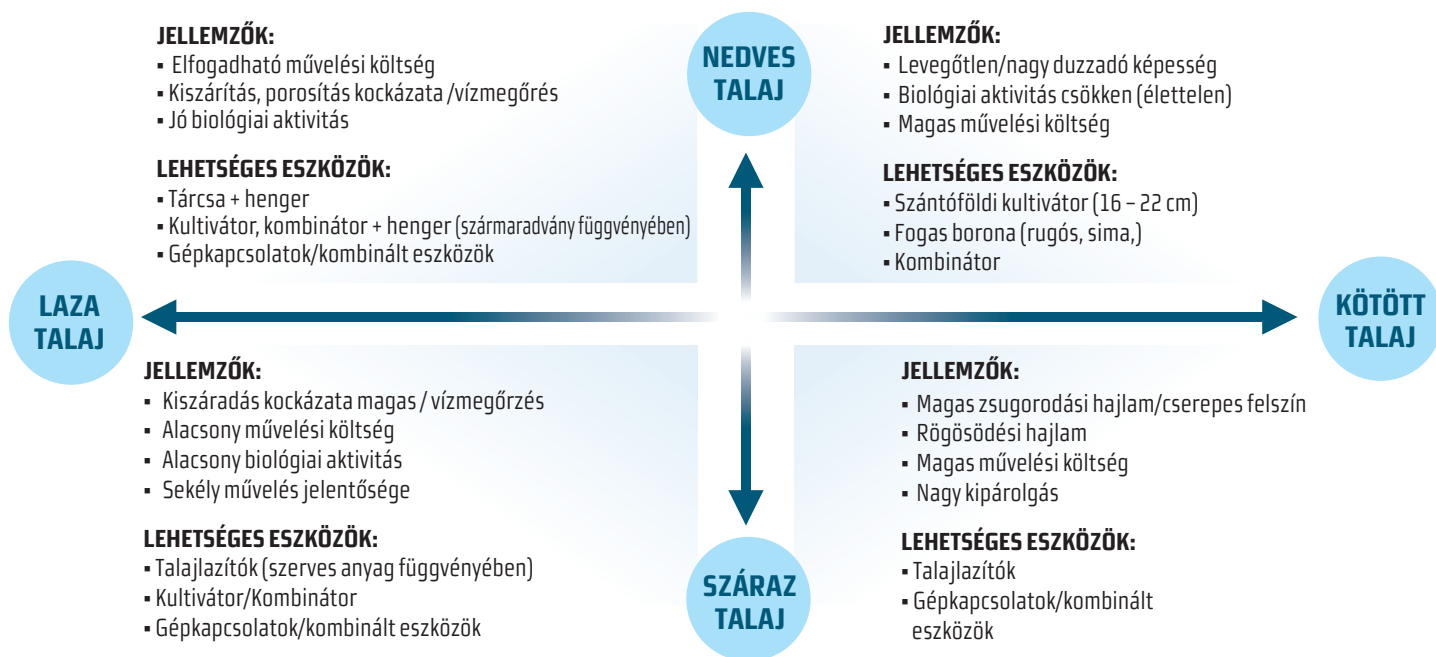 JELLEMZŐK:
▪ Elfogadható művelési költség
▪ Kiszárítás, porosítás kockázata /vízmegőrés
▪ Jó biológiai aktivitás
LEHETSÉGES ESZKÖZÖK:
▪ Tárcsa + henger
▪ Kultivátor, kombinátor + henger (szármaradvány függvényében)
▪ Gépkapcsolatok/kombinált eszközök
NEDVES
TALAJ
JELLEMZŐK:
▪ Levegőtlen/nagy duzzadó képesség
▪ Biológiai aktivitás csökken (élettelen)
▪ Magas művelési költség
LEHETSÉGES ESZKÖZÖK:
▪ Szántóföldi kultivátor (16 – 22 cm)
▪ Fogas borona (rugós, sima,)
▪ Kombinátor
LAZA
TALAJ
KÖTÖTT
TALAJ
JELLEMZŐK:
▪ Kiszáradás kockázata magas / vízmegőrzés
▪ Alacsony művelési költség
▪ Alacsony biológiai aktivitás
▪ Sekély művelés jelentősége
LEHETSÉGES ESZKÖZÖK:
▪ Talajlazítók (szerves anyag függvényében)
▪ Kultivátor/Kombinátor
▪ Gépkapcsolatok/kombinált eszközök
SZÁRAZ
TALAJ
JELLEMZŐK:
▪ Magas zsugorodási hajlam/cserepes felszín
▪ Rögösödési hajlam
▪ Magas művelési költség
▪ Nagy kipárolgás
LEHETSÉGES ESZKÖZÖK:
▪ Talajlazítók
▪ Gépkapcsolatok/kombinált
eszközök